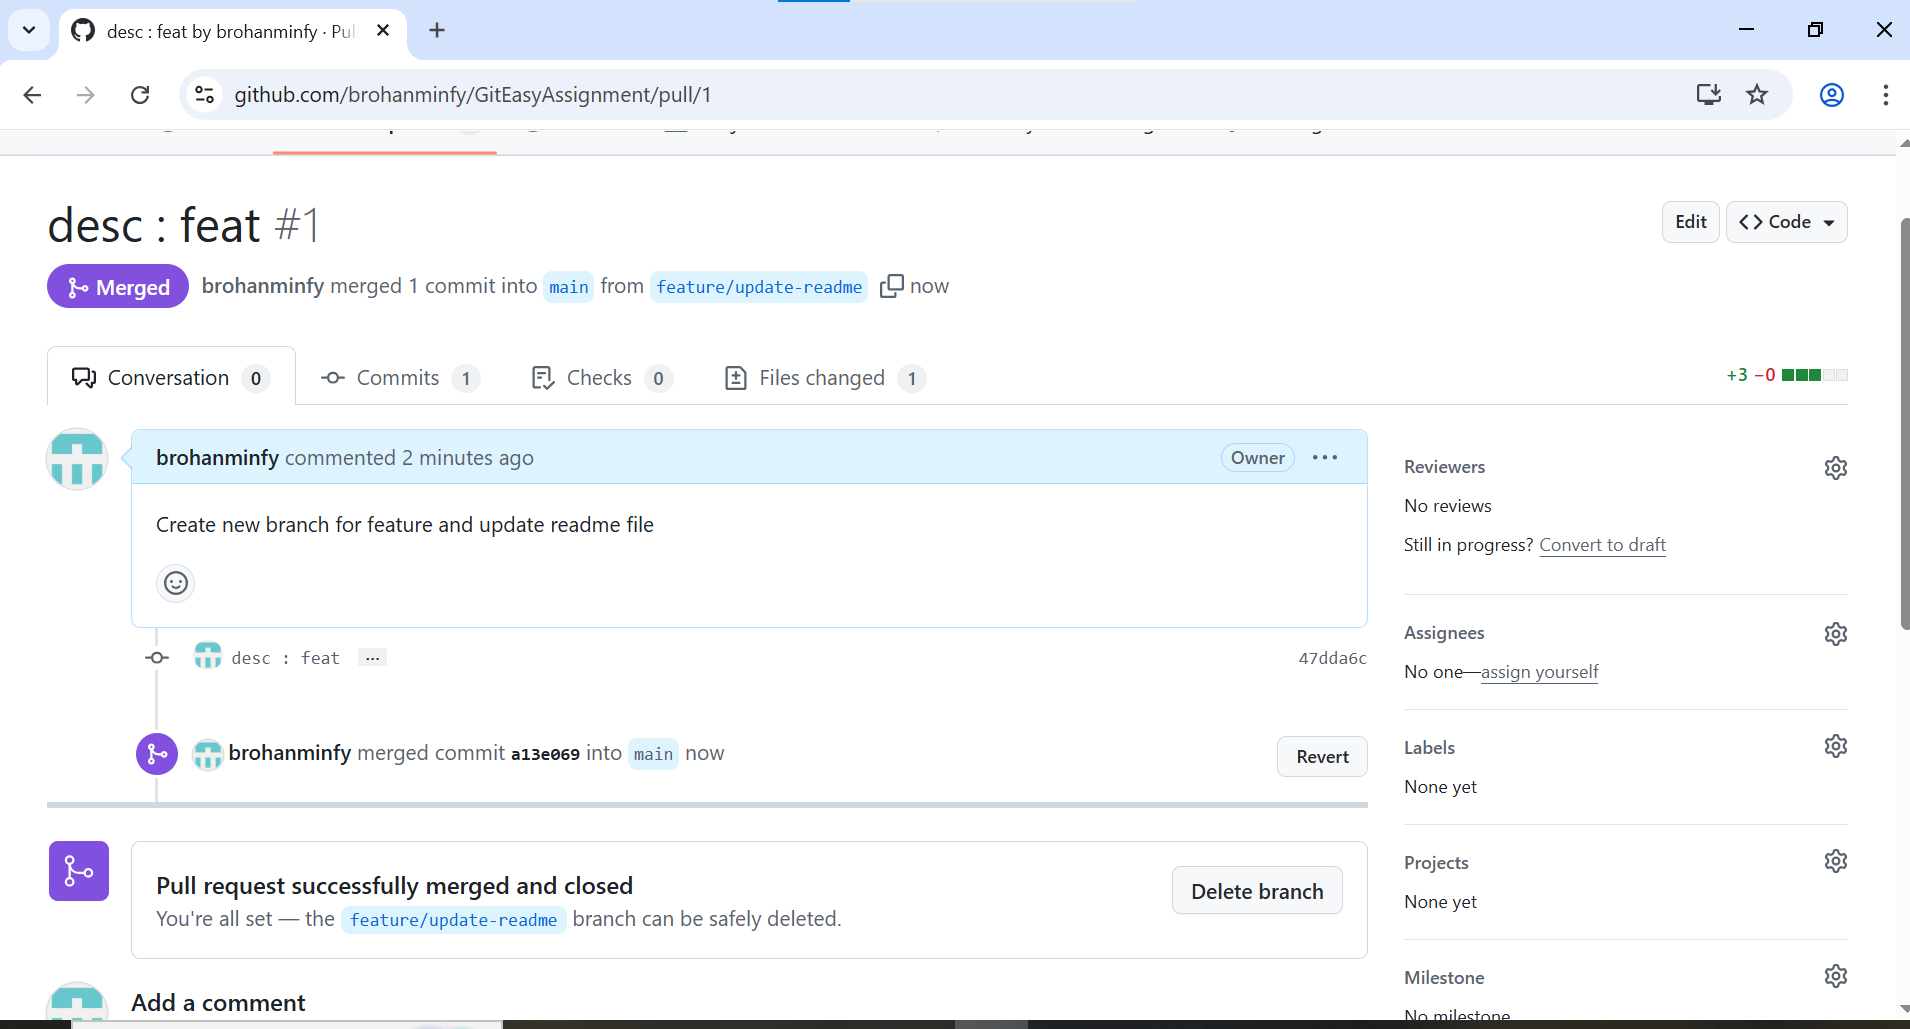 desc : feat by brohanminfy · Pul
github.com/brohanminfy/GitEasyAssignment/pull/1
desc : feat #1
Edit
Code
Merged
brohanminfy merged 1 commit into main from feature/update-readme now
Conversation 0
Commits 1
Checks 0
Files changed 1
+3 −0
brohanminfy commented 2 minutes ago
Owner
Create new branch for feature and update readme file
desc : feat ...
47dda6c
brohanminfy merged commit a13e069 into main now
Revert
Pull request successfully merged and closed
You're all set — the feature/update-readme branch can be safely deleted.
Delete branch
Add a comment
Reviewers
No reviews
Still in progress? Convert to draft
Assignees
No one—assign yourself
Labels
None yet
Projects
None yet
Milestone
No milestone